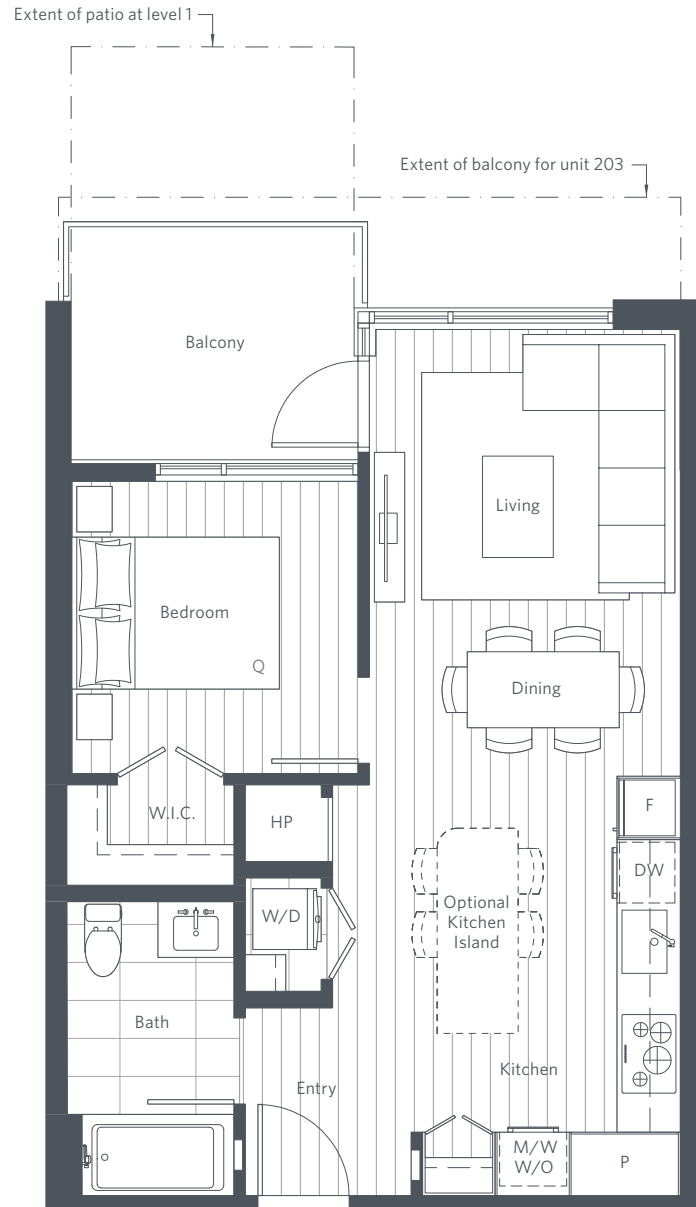 Extent of patio at level 1
Extent of balcony for unit 203
Balcony
Living
Bedroom
Q
Dining
W.I.C.
HP
F
DW
W/D
Optional
Kitchen
Island
Bath
Entry
Kitchen
M/W
W/O
P